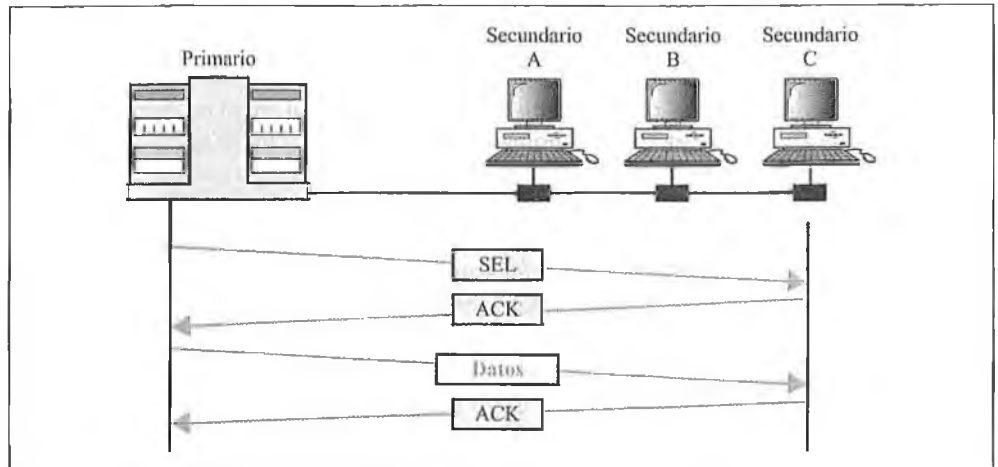 Primario
Secundario
A
Secundario
B
Secundario
C
SEL
ACK
Datos
ACK